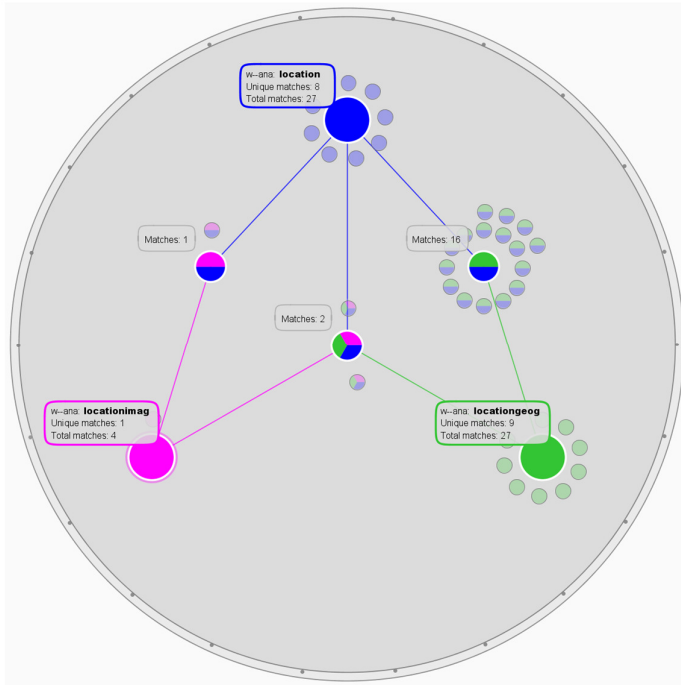 w--ana: location
Unique matches: 8
Total matches: 27
Matches: 1
Matches: 16
Matches: 2
w--ana: locationimag
Unique matches: 1
Total matches: 4
w--ana: locationgeog
Unique matches: 9
Total matches: 27